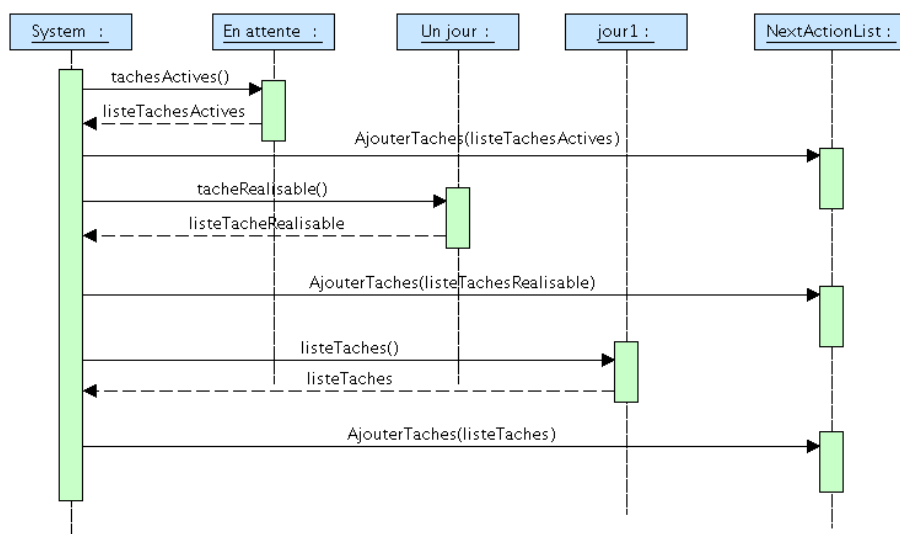 System :
En attente :
Un jour :
jour1 :
NextActionList :
tachesActives()
listeTachesActives
AjouterTaches(listeTachesActives)
tacheRealisable()
listeTacheRealisable
AjouterTaches(listeTachesRealisable)
listeTaches()
listeTaches
AjouterTaches(listeTaches)